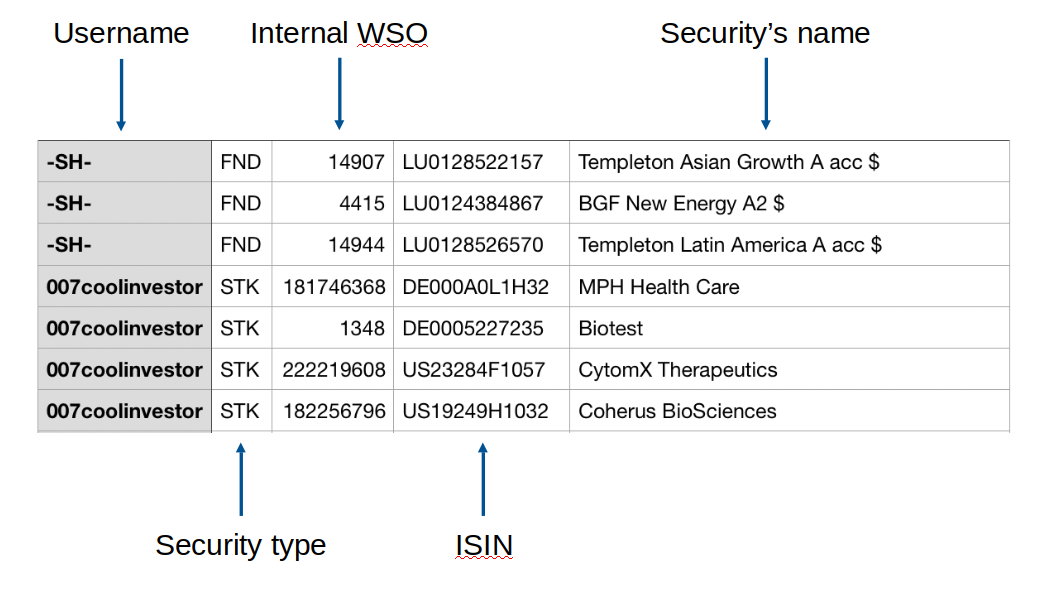 Username Internal WSO Security’s name
-SH- FND 14907 LU0128522157 Templeton Asian Growth A acc $
-SH- FND 4415 LU0124384867 BGF New Energy A2 $
-SH- FND 14944 LU0128526570 Templeton Latin America A acc $
007coolinvestor STK 181746368 DE000A0L1H32 MPH Health Care
007coolinvestor STK 1348 DE0005227235 Biotest
007coolinvestor STK 222219608 US23284F1057 CytomX Therapeutics
007coolinvestor STK 182256796 US19249H1032 Coherus BioSciences
Security type ISIN